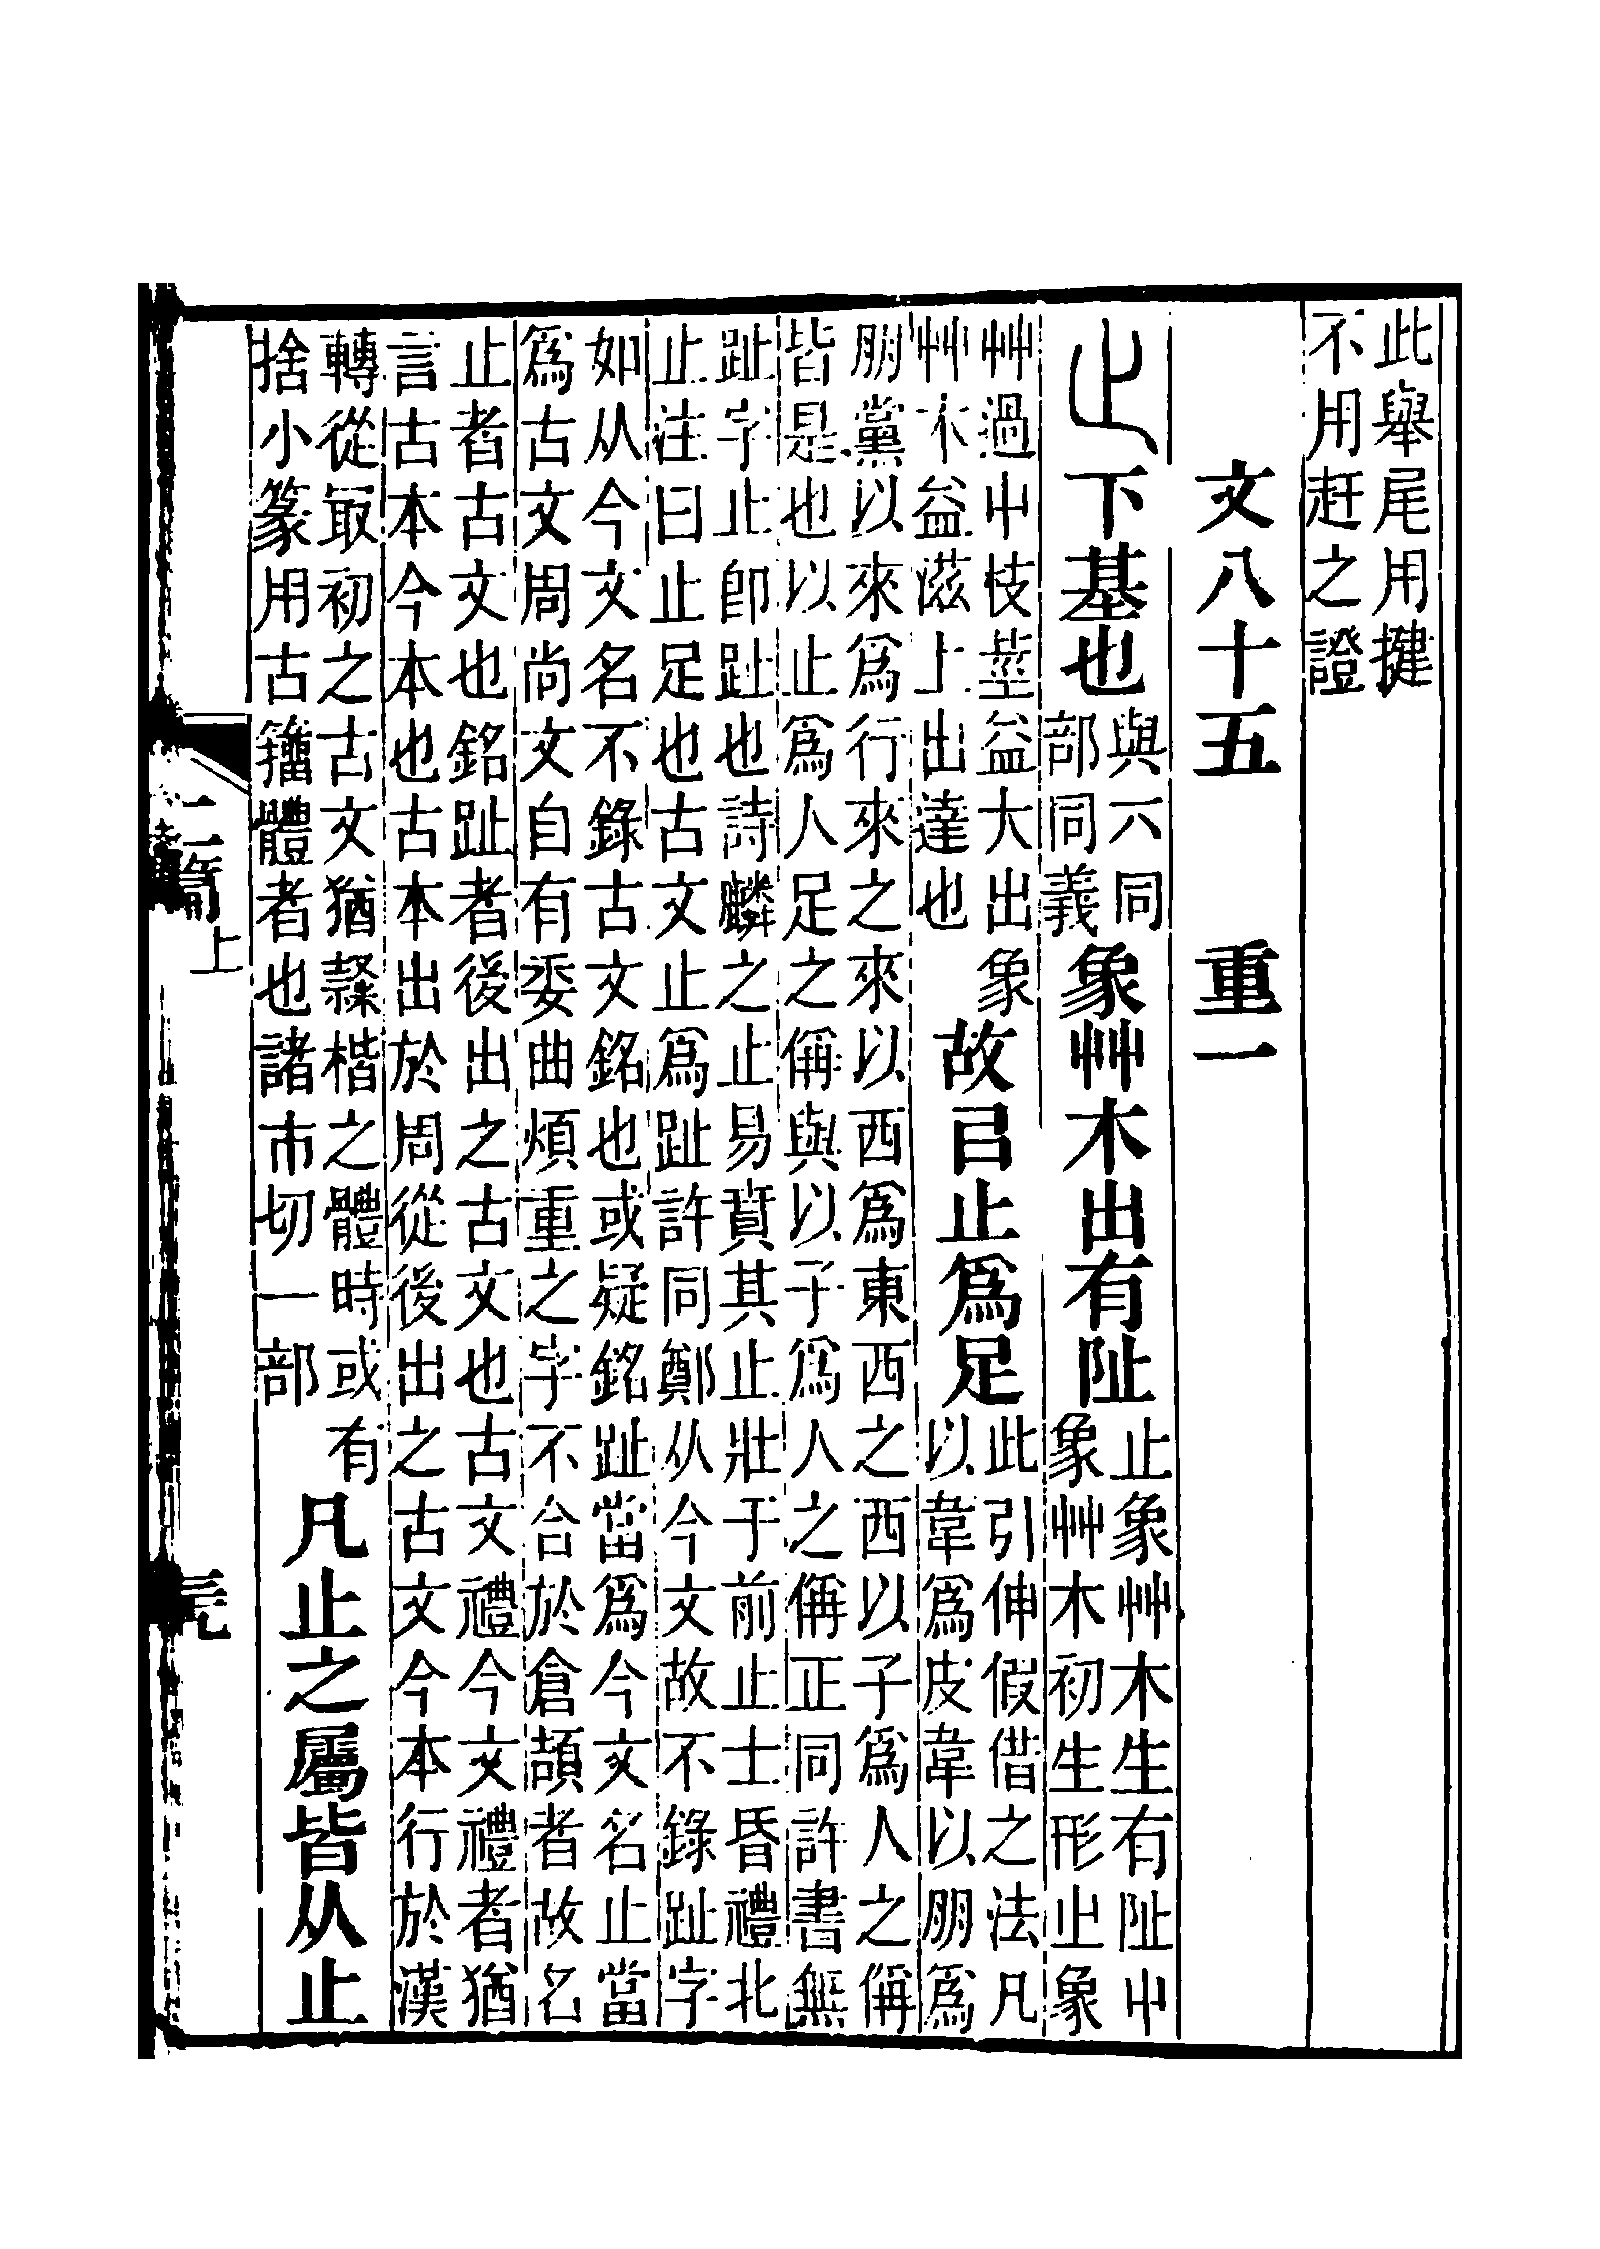 此舉尾用揵
不用赶之證
文八十五　重一
止下基也
與丌同
部同義
象艸木出有阯
止象艸木生有阯屮
象艸木初生形止象
艸過屮枝莖益大出象
艸木益滋上出達也
故㠯止爲足
此引伸假借之法凡
以韋爲皮韋以朋爲
朋黨以來爲行來之來以西爲東西之西以子爲人之偁
皆是也以止爲人足之偁與以子爲人之偁正同許書無
趾字止卽趾也詩麟之止易賁其止壯于前止士昏禮北
止注曰止足也古文止爲趾許同鄭从今文故不錄趾字
如从今文名不錄古文銘也或疑銘趾當爲今文名止當
爲古文周尚文自有委曲煩重之字不合於倉頡者故名
止者古文也銘趾者後出之古文也古文禮今文禮者猶
言古本今本也古本出於周從後出之古文今本行於漢
轉從冣初之古文猶隸楷之體時或有
捨小篆用古籒體者也諸市切一部
凡止之屬皆从止
二篇上